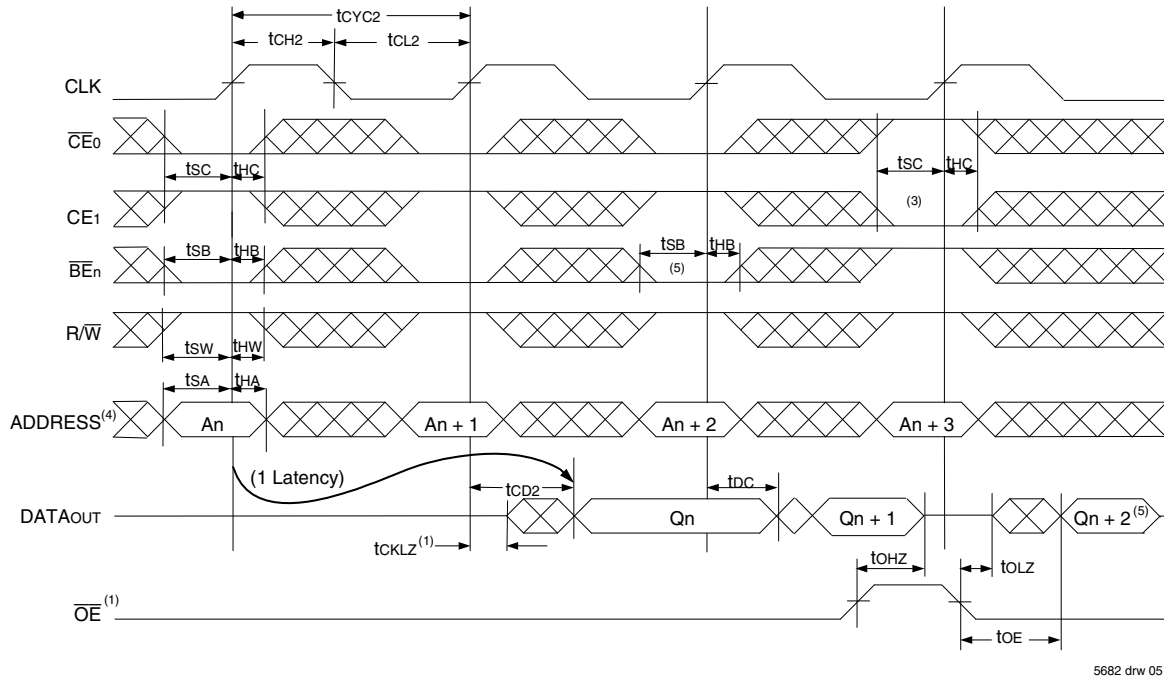 tCYC2
tCH2 tCL2
CLK
CE0
tSC tHC tSC tHC
CE1 (3)
tSB tHB tSB tHB
BEn (5)
R/W
tSW tHW
tSA tHA
ADDRESS(4) An An + 1 An + 2 An + 3
(1 Latency) tCD2 tDC
DATAOUT Qn Qn + 1 Qn + 2(5)
tCKLZ(1)
tOHZ tOLZ
OE(1)
tOE
5682 drw 05